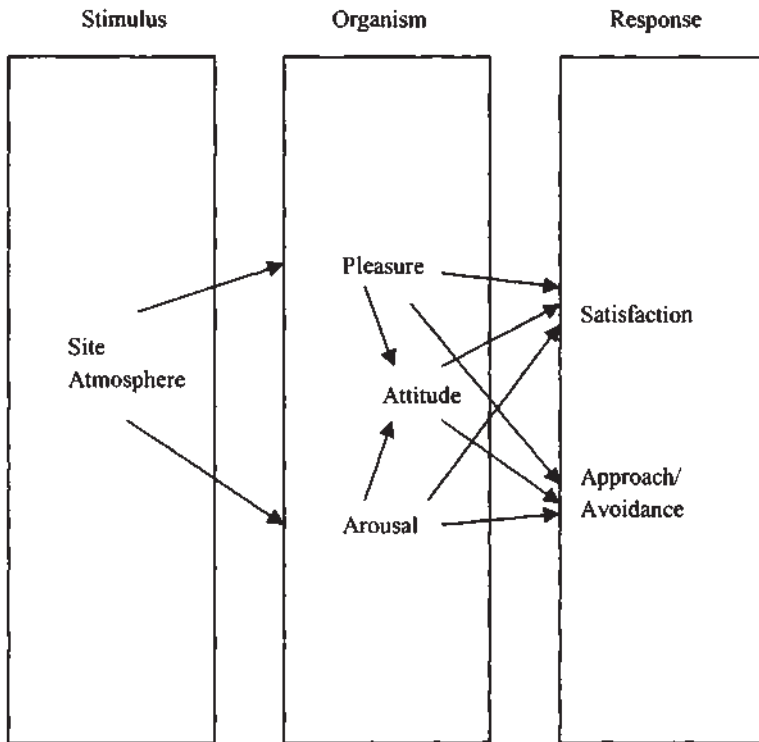 Stimulus
Organism
Response
Site
Atmosphere
Pleasure
Attitude
Arousal
Satisfaction
Approach/
Avoidance